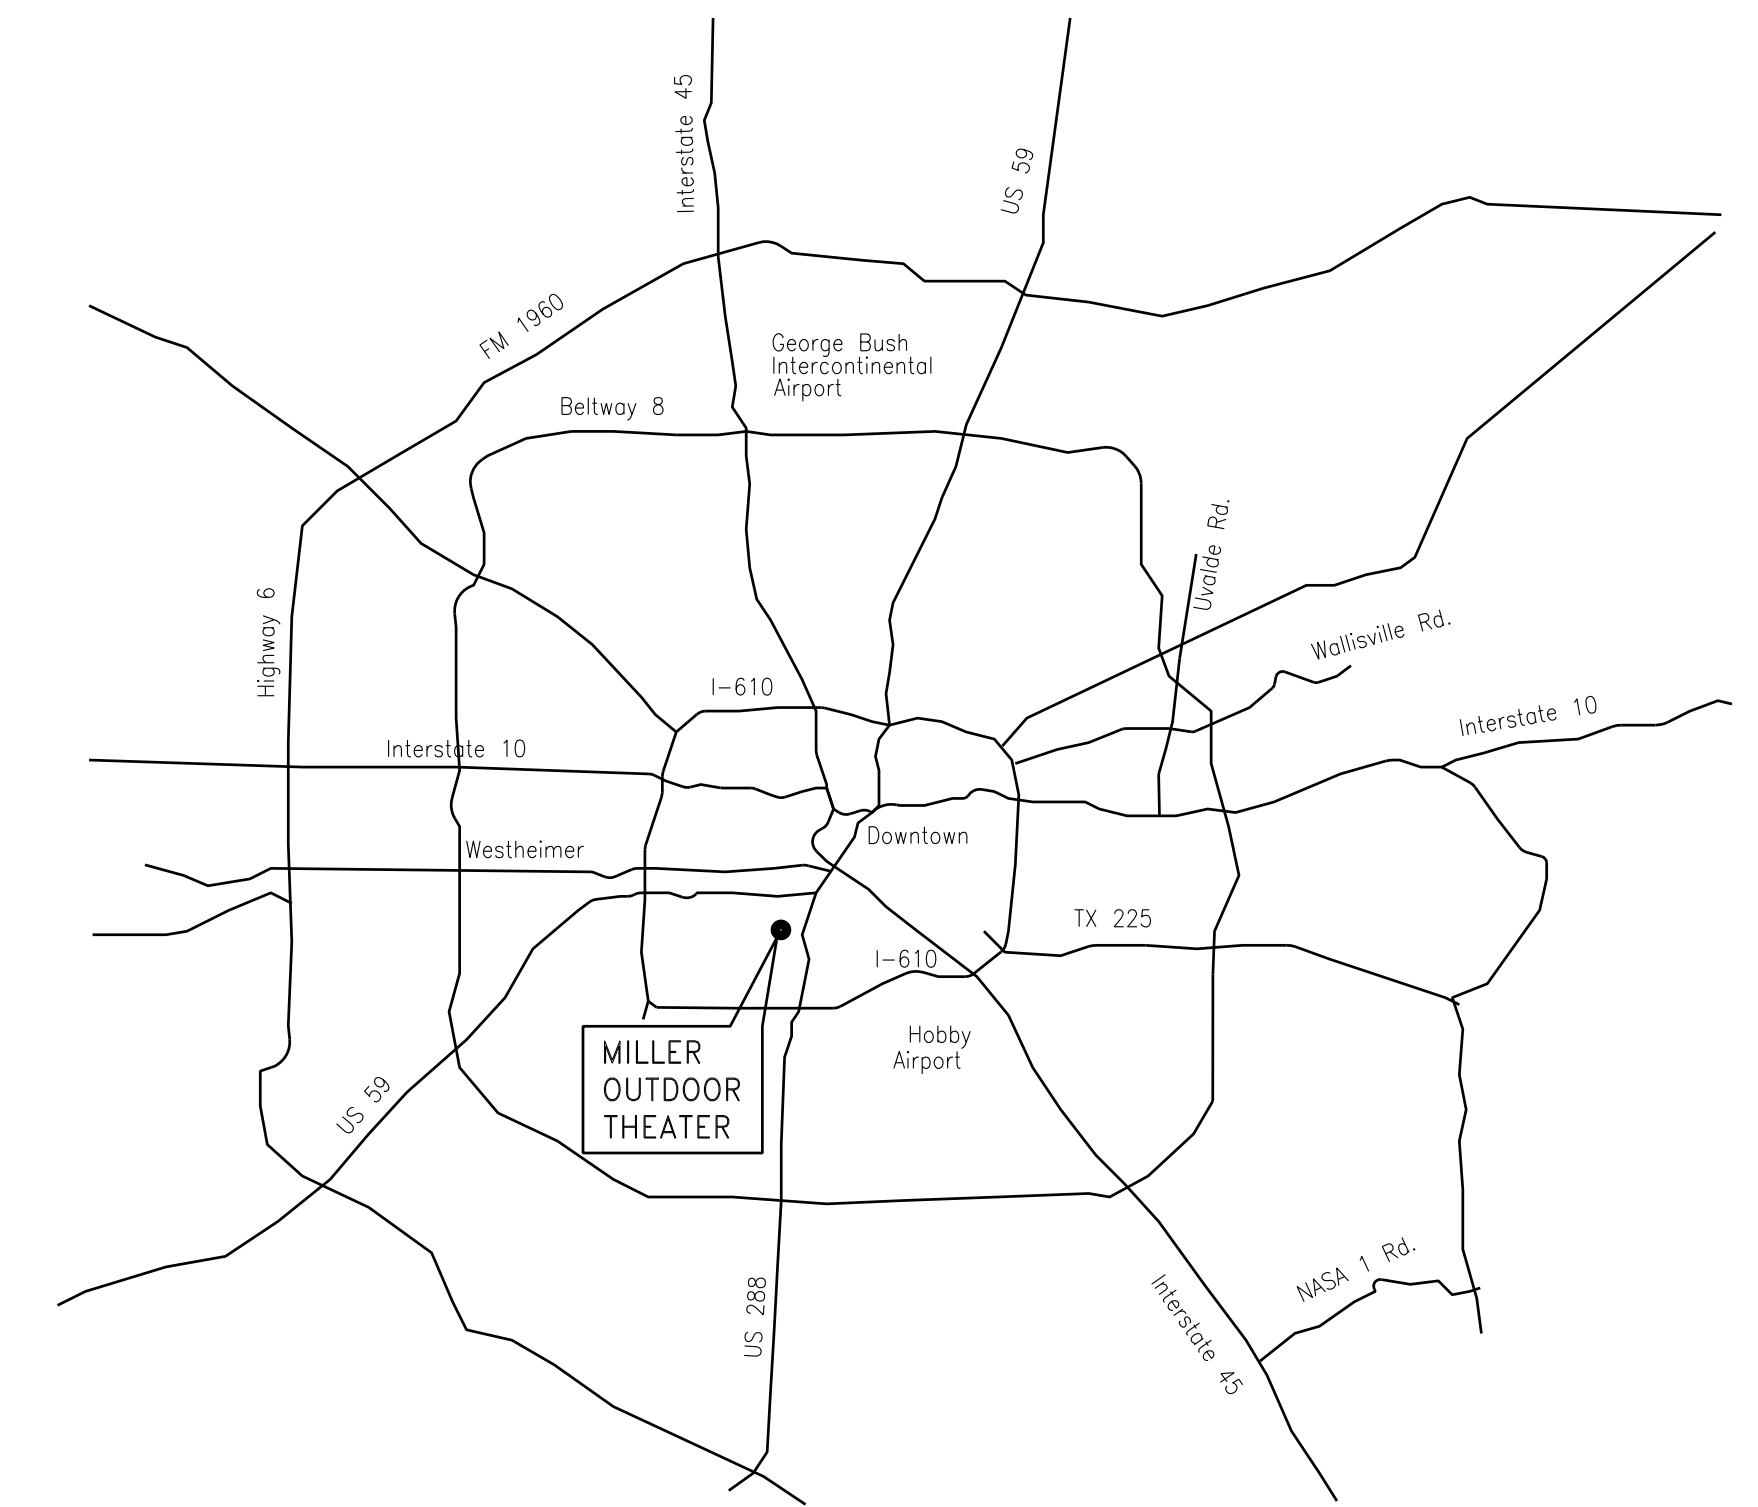 Interstate 45
US 59
FM 1960
George Bush
Intercontinental
Airport
Beltway 8
Uvalde Rd.
Highway 6
Wallisville Rd.
I-610
Interstate 10
Interstate 10
Downtown
Westheimer
TX 225
I-610
Hobby
Airport
MILLER
OUTDOOR
THEATER
US 59
NASA 1 Rd.
US 288
Interstate 45